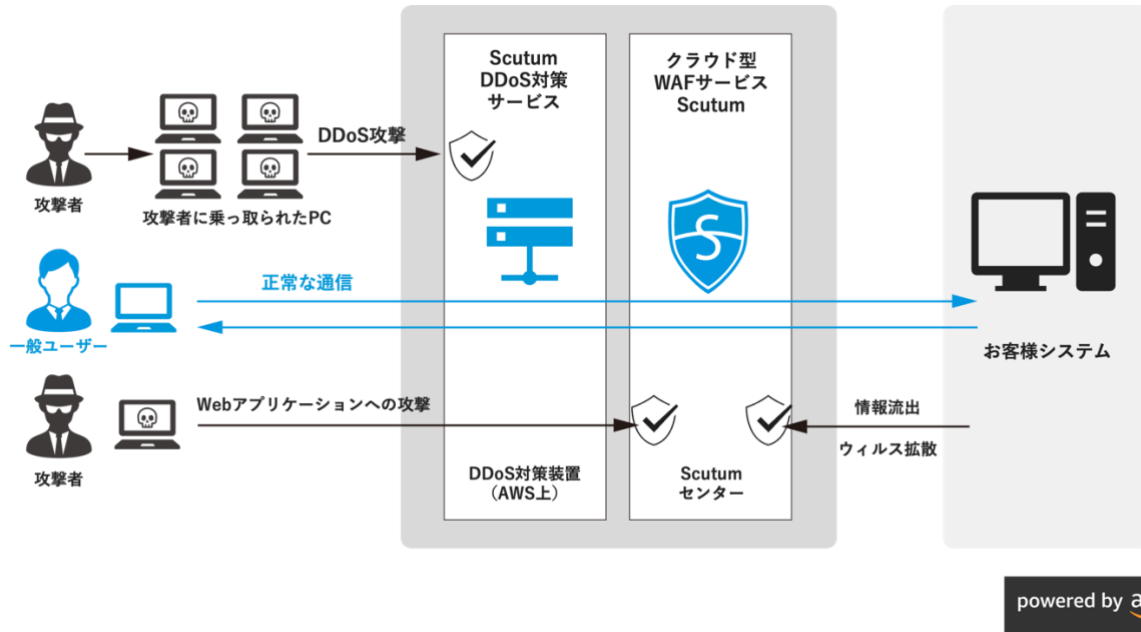 Scutum
DDoS対策
サービス
クラウド型
WAFサービス
Scutum
DDoS攻撃
攻撃者
攻撃者に乗っ取られたPC
正常な通信
一般ユーザー
お客様システム
Webアプリケーションへの攻撃
情報流出
ウィルス拡散
攻撃者
DDoS対策装置
（AWS上）
Scutum
センター
powered by a